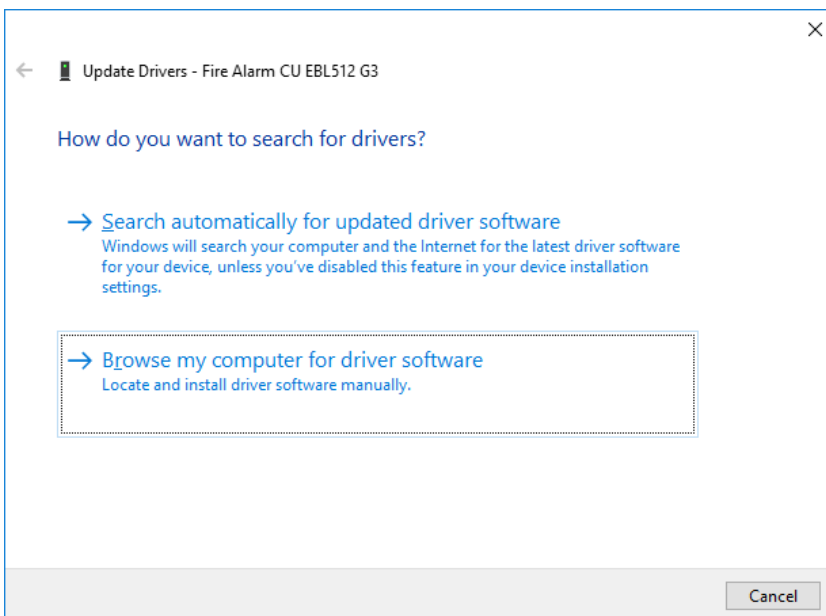 Update Drivers - Fire Alarm CU EBL512 G3
How do you want to search for drivers?
Search automatically for updated driver software
Windows will search your computer and the Internet for the latest driver software
for your device, unless you've disabled this feature in your device installation
settings.
Browse my computer for driver software
Locate and install driver software manually.
Cancel